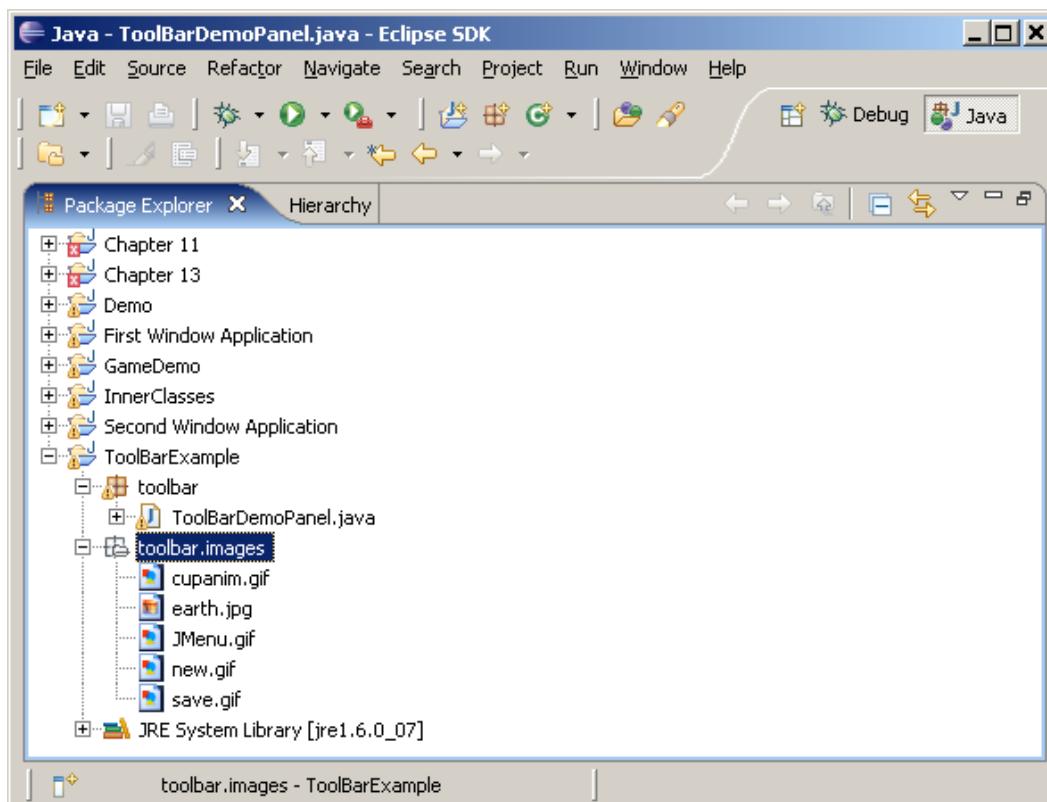 Java - ToolBarDemoPanel.java - Eclipse SDK
File Edit Source Refactor Navigate Search Project Run Window Help
Debug Java
Package Explorer Hierarchy
Chapter 11
Chapter 13
Demo
First Window Application
GameDemo
InnerClasses
Second Window Application
ToolBarExample
toolbar
ToolBarDemoPanel.java
toolbar.images
cupanim.gif
earth.jpg
JMenu.gif
new.gif
save.gif
JRE System Library [jre1.6.0_07]
toolbar.images - ToolBarExample